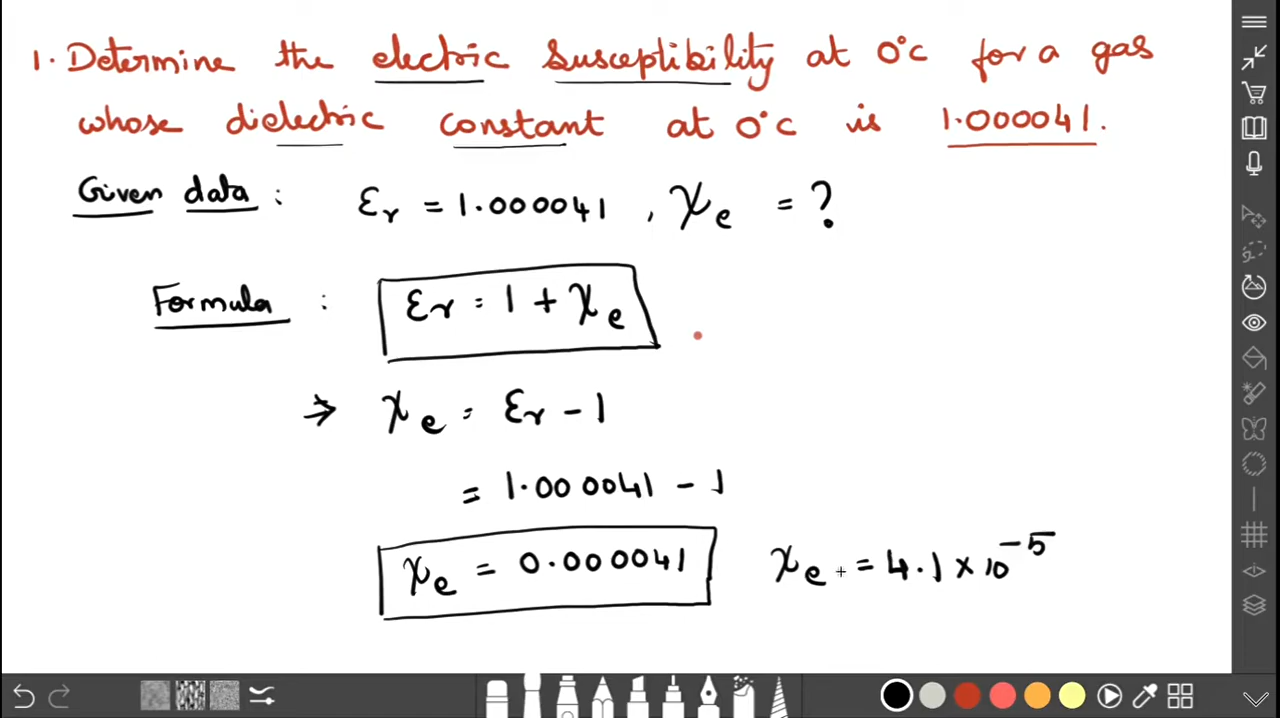 1. Determine the electric susceptibility at 0°c for a gas
whose dielectric constant at 0°c is 1.000041.
Given data : εr = 1.000041 , χe = ?
Formula : εr = 1 + χe
⇒ χe = εr - 1
= 1.000041 - 1
χe = 0.000041 χe = 4.1 × 10^-5